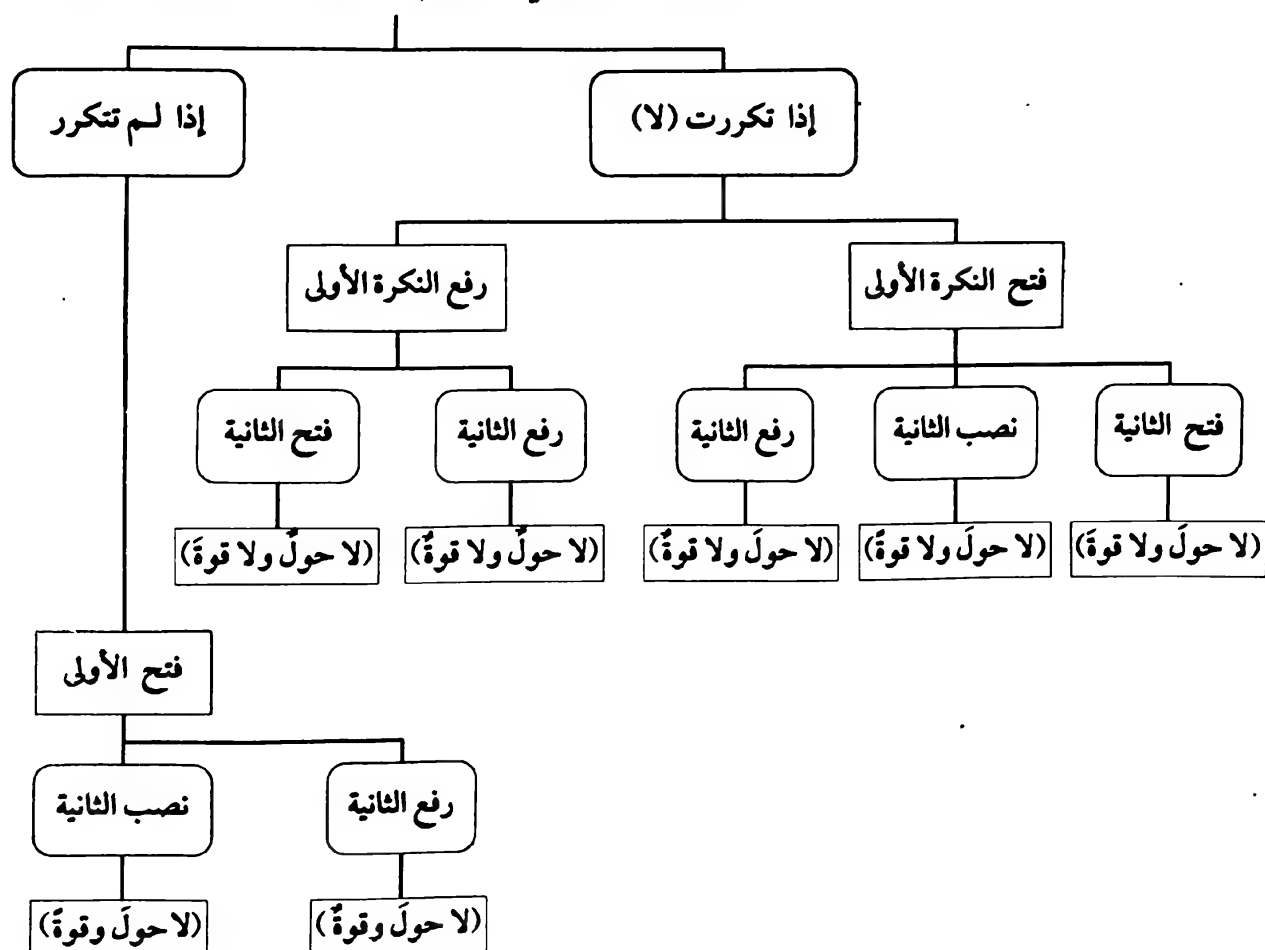 إذا تكررت (لا)
إذا لم تتكرر
فتح النكرة الأولى
رفع النكرة الأولى
فتح الثانية
نصب الثانية
رفع الثانية
رفع الثانية
فتح الثانية
(لا حولَ ولا قوةَ)
(لا حولَ ولا قوةً)
(لا حولَ ولا قوةٌ)
(لا حولٌ ولا قوةٌ)
(لا حولٌ ولا قوةَ)
فتح الأولى
رفع الثانية
نصب الثانية
(لا حولَ وقوةٌ)
(لا حولَ وقوةً)